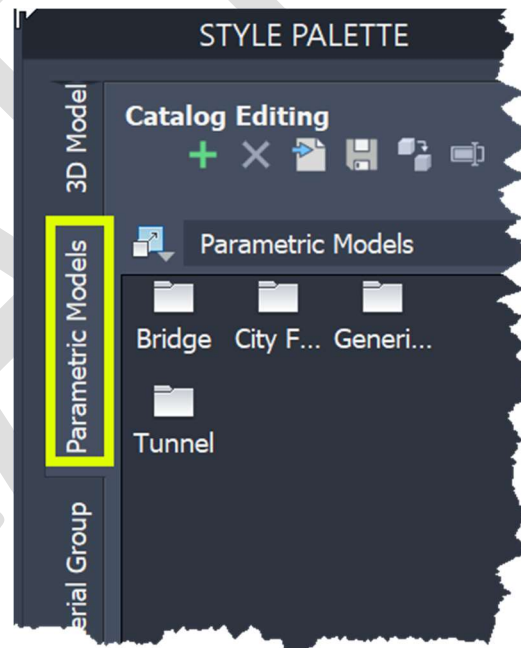 STYLE PALETTE
3D Model
Catalog Editing
Parametric Models
Parametric Models
Bridge City F... Generi...
Tunnel
erial Group